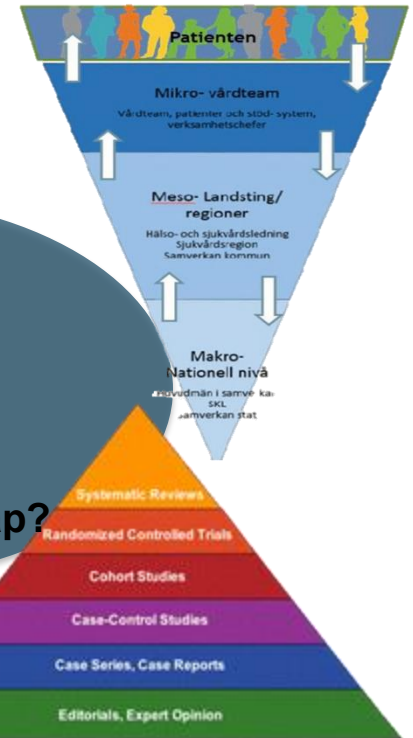 Patienten
Mikro- vårdteam
Vårdteam, patienter och stöd- system,
verksamhetschefer
Meso- Landsting/
regioner
Hälso- och sjukvårdsledning
Sjukvårdsregion
Samverkan kommun
Makro-
Nationell nivå
i
SKL
stat
p?
Systematic Reviews
Randomized Controlled Trials
Cohort Studies
Case-Control Studies
Case Series, Case Reports
Editorials, Expert Opinion